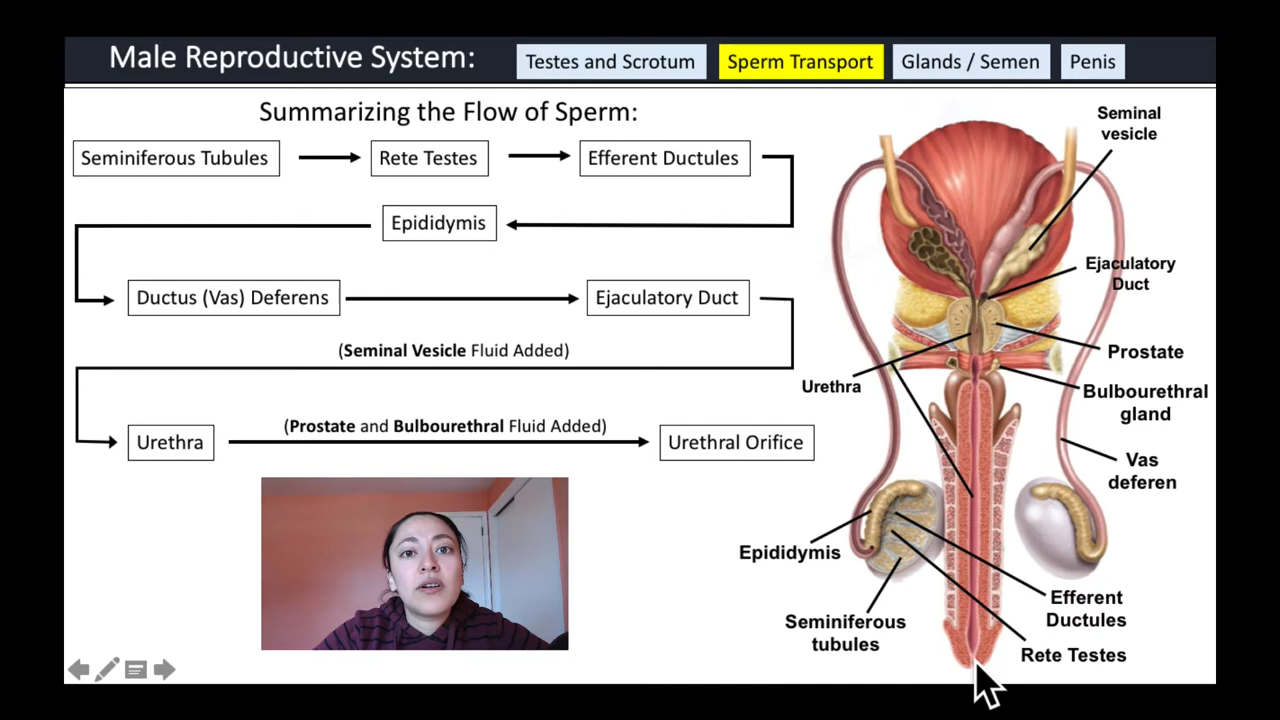 Male Reproductive System:
Testes and Scrotum
Sperm Transport
Glands / Semen
Penis
Summarizing the Flow of Sperm:
Seminiferous Tubules
Rete Testes
Efferent Ductules
Epididymis
Ductus (Vas) Deferens
Ejaculatory Duct
(Seminal Vesicle Fluid Added)
Urethra
(Prostate and Bulbourethral Fluid Added)
Urethral Orifice
Seminal
vesicle
Ejaculatory
Duct
Prostate
Urethra
Bulbourethral
gland
Vas
deferen
Epididymis
Efferent
Ductules
Seminiferous
tubules
Rete Testes